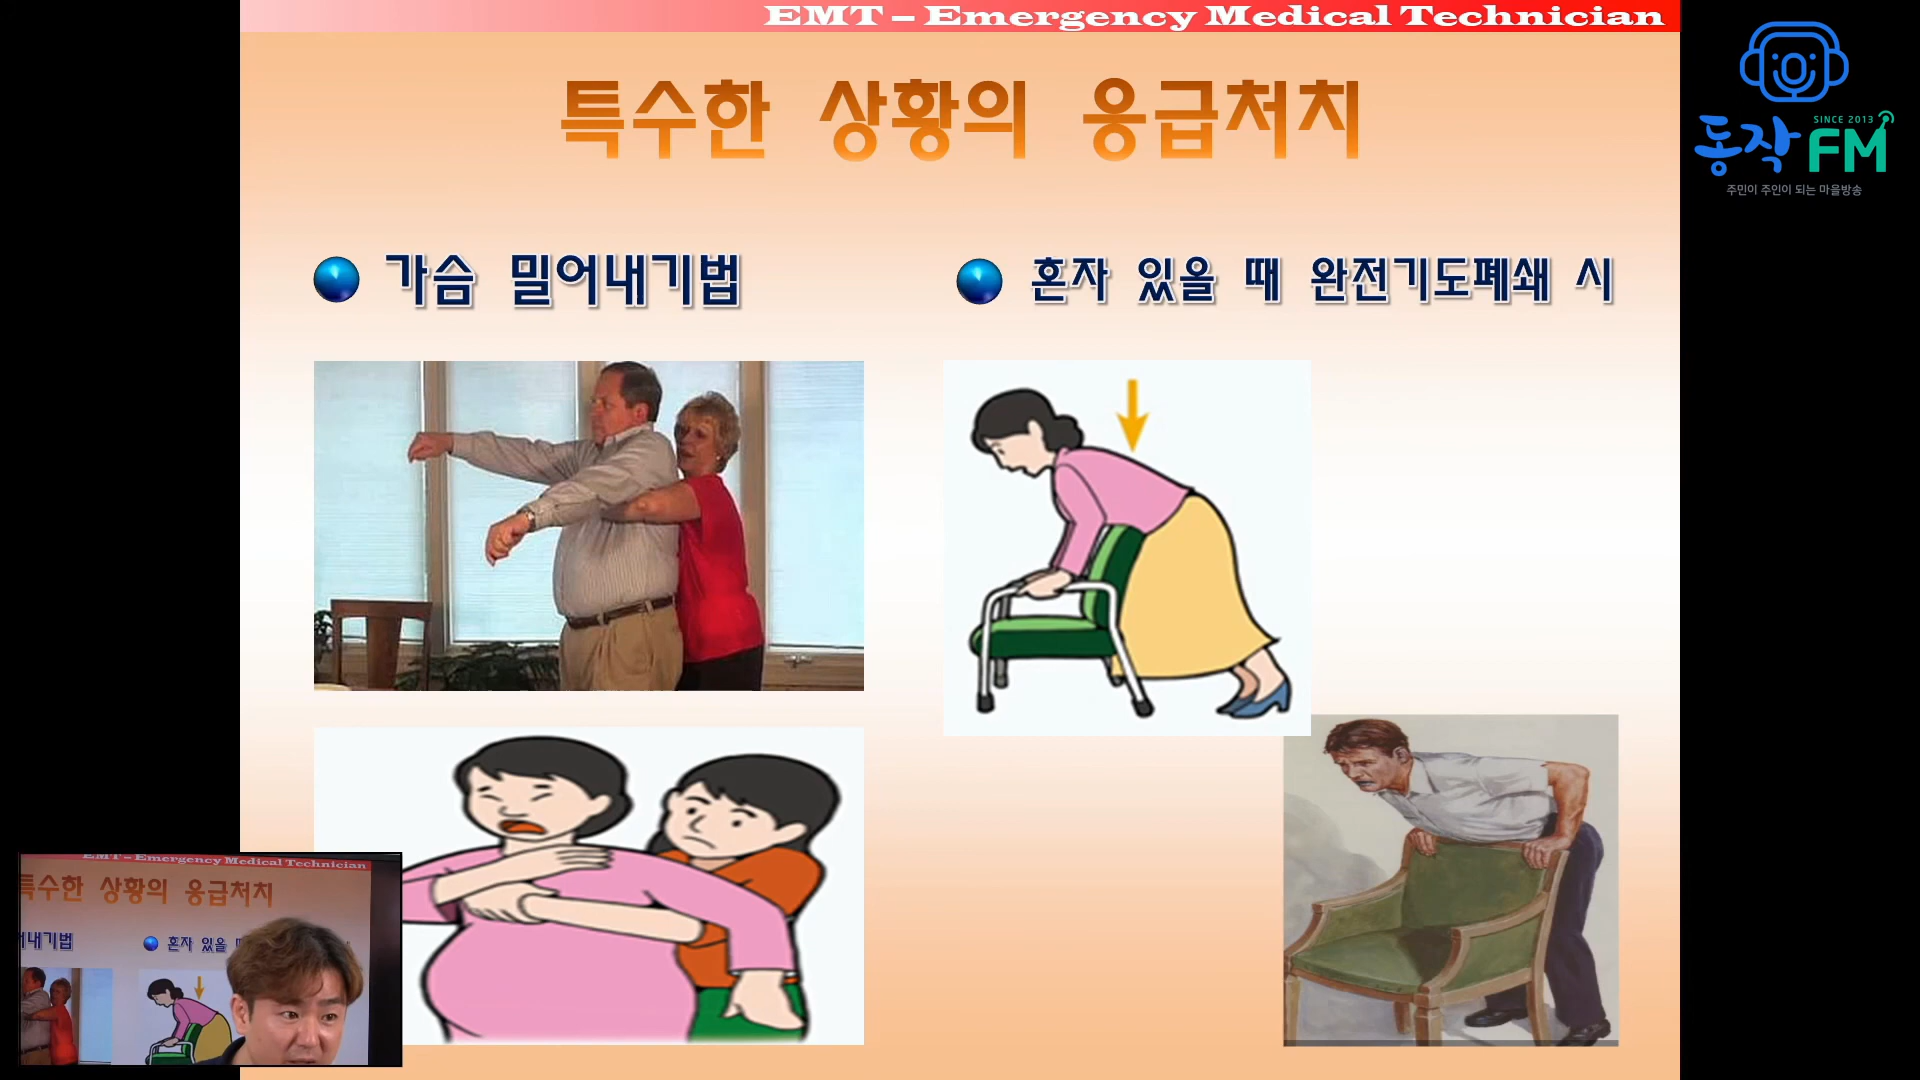 EMT – Emergency Medical Technician
특수한 상황의 응급처치
가슴 밀어내기법
혼자 있을 때 완전기도폐쇄 시
SINCE 2013
동작 FM
주민이 주인이 되는 마을방송
EMT – Emergency Medical Technician
특수한 상황의 응급처치
내기법
혼자 있을